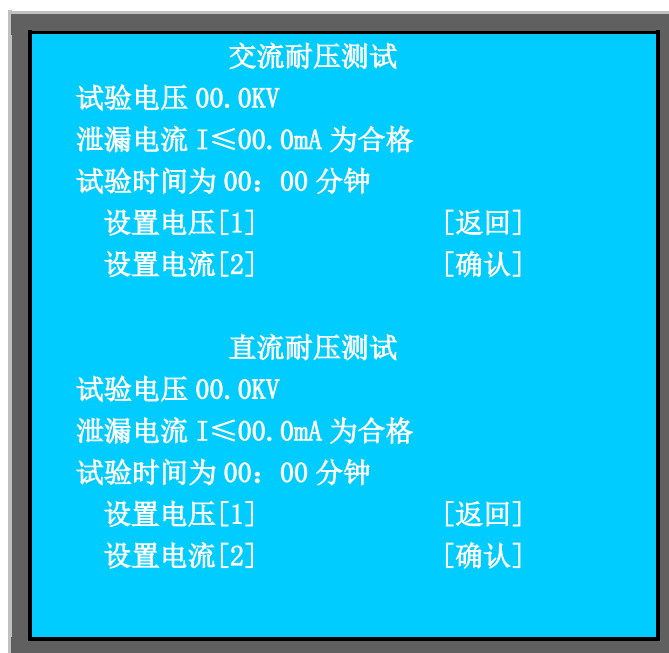 交流耐压测试
试验电压 00.0KV
泄漏电流 I≤00.0mA 为合格
试验时间为 00：00 分钟
设置电压[1] [返回]
设置电流[2] [确认]
直流耐压测试
试验电压 00.0KV
泄漏电流 I≤00.0mA 为合格
试验时间为 00：00 分钟
设置电压[1] [返回]
设置电流[2] [确认]